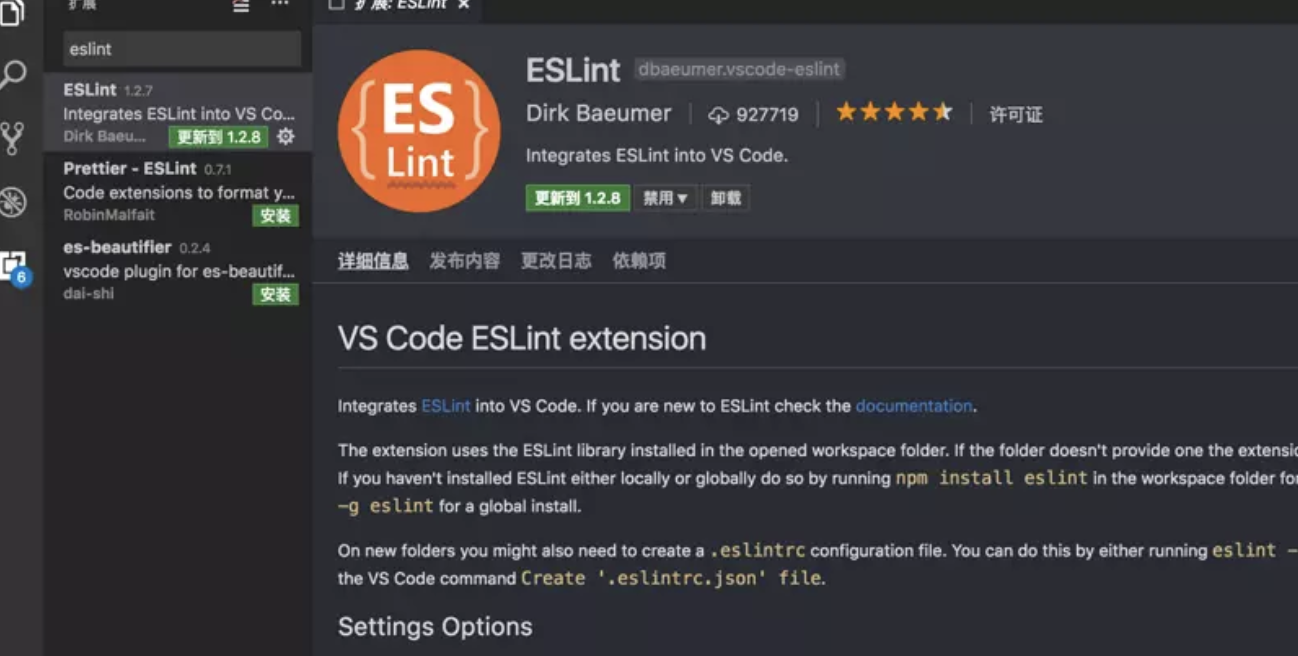 扩展
扩展: ESLint ×
eslint
ESLint 1.2.7
Integrates ESLint into VS Co...
Dirk Baeu... 更新到 1.2.8
Prettier - ESLint 0.7.1
Code extensions to format y...
RobinMalfait 安装
es-beautifier 0.2.4
vscode plugin for es-beautif...
dai-shi 安装
6
{ES}
Lint
ESLint dbaeumer.vscode-eslint
Dirk Baeumer 927719 许可证
Integrates ESLint into VS Code.
更新到 1.2.8 禁用▼ 卸载
详细信息 发布内容 更改日志 依赖项
VS Code ESLint extension
Integrates ESLint into VS Code. If you are new to ESLint check the documentation.
The extension uses the ESLint library installed in the opened workspace folder. If the folder doesn't provide one the
If you haven't installed ESLint either locally or globally do so by running npm install eslint in the workspace folder
-g eslint for a global install.
On new folders you might also need to create a .eslintrc configuration file. You can do this by either running eslint -
the VS Code command Create '.eslintrc.json' file.
Settings Options